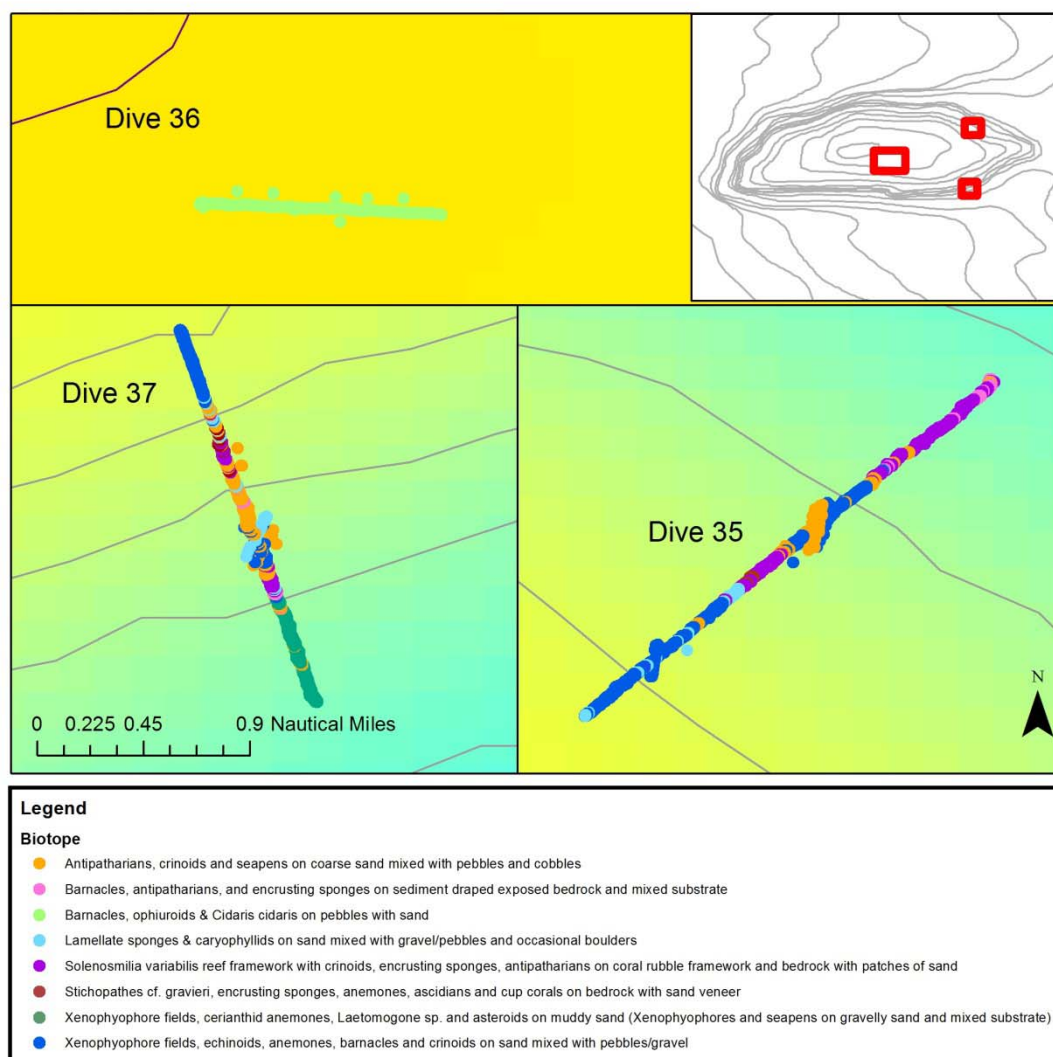 Dive 36
Dive 37
Dive 35
0 0.225 0.45 0.9 Nautical Miles
N
Legend
Biotope
Antipatharians, crinoids and seapens on coarse sand mixed with pebbles and cobbles
Barnacles, antipatharians, and encrusting sponges on sediment draped exposed bedrock and mixed substrate
Barnacles, ophiuroids & Cidaris cidaris on pebbles with sand
Lamellate sponges & caryophyllids on sand mixed with gravel/pebbles and occasional boulders
Solenosmilia variabilis reef framework with crinoids, encrusting sponges, antipatharians on coral rubble framework and bedrock with patches of sand
Stichopathes cf. gravieri, encrusting sponges, anemones, ascidians and cup corals on bedrock with sand veneer
Xenophyophore fields, cerianthid anemones, Laetomogone sp. and asteroids on muddy sand (Xenophyophores and seapens on gravelly sand and mixed substrate)
Xenophyophore fields, echinoids, anemones, barnacles and crinoids on sand mixed with pebbles/gravel